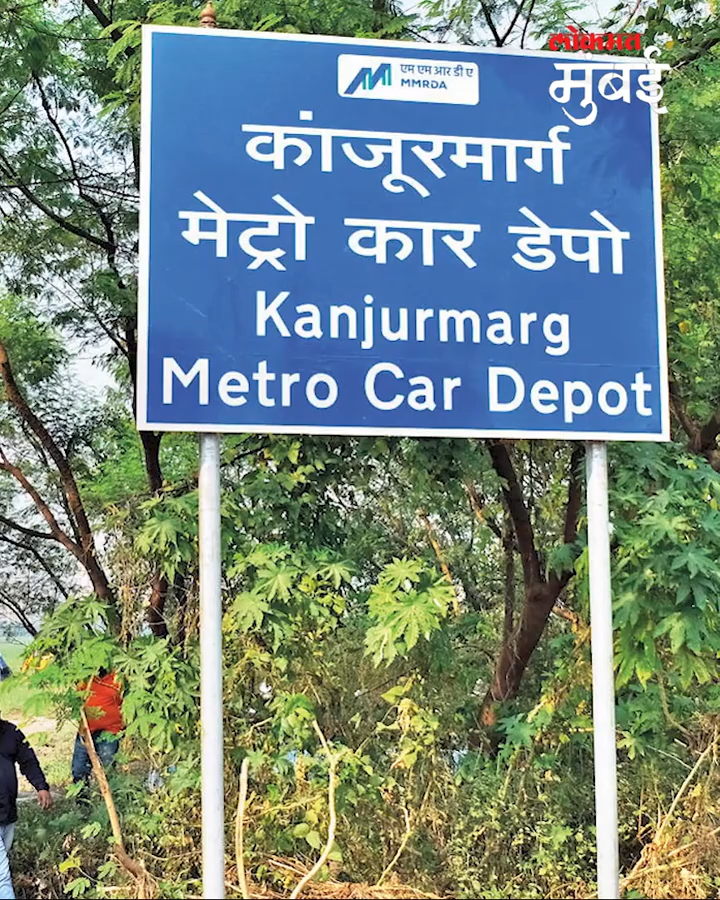 लोकमत
मुंबई
एम एम आर डी ए
MMRDA
कांजूरमार्ग
मेट्रो कार डेपो
Kanjurmarg
Metro Car Depot